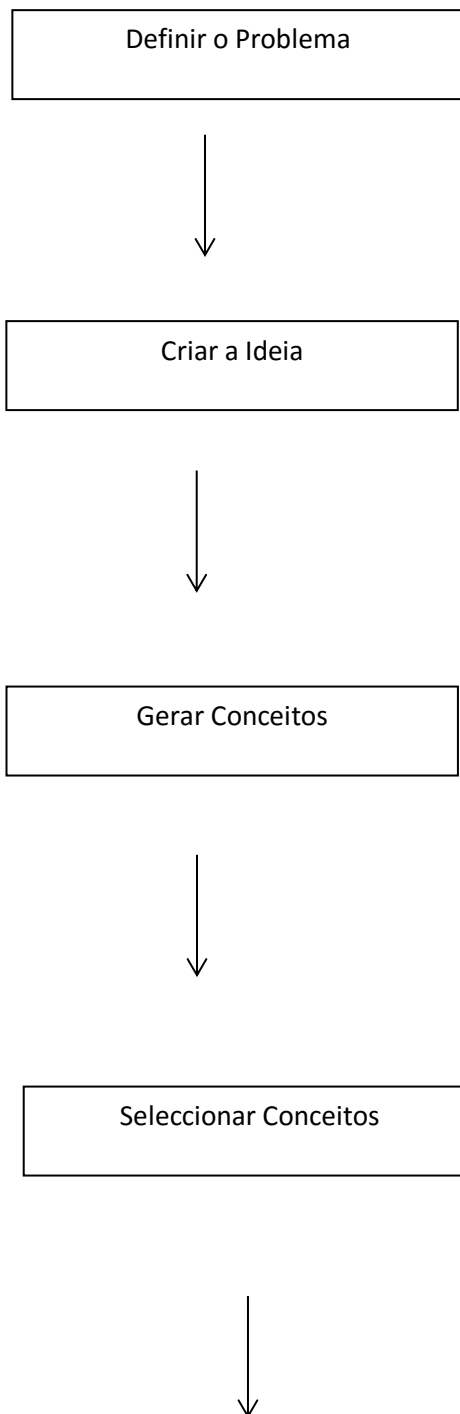 Definir o Problema
Criar a Ideia
Gerar Conceitos
Seleccionar Conceitos